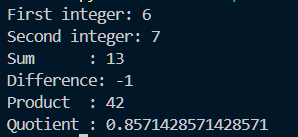 First integer: 6
Second integer: 7
Sum      : 13
Difference: -1
Product  : 42
Quotient : 0.8571428571428571